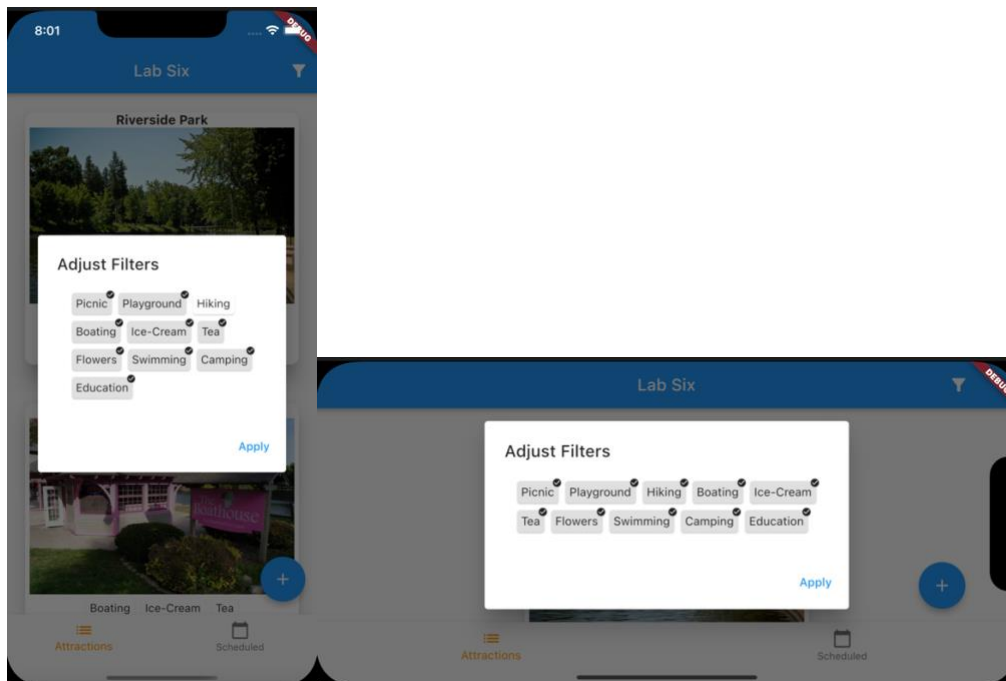 8:01
DEBUG
Lab Six
Riverside Park
Adjust Filters
Picnic Playground Hiking
Boating Ice-Cream Tea
Flowers Swimming Camping
Education
Apply
The
Boathouse
+
Boating Ice-Cream Tea
Attractions Scheduled
Lab Six
DEBUG
Adjust Filters
Picnic Playground Hiking Boating Ice-Cream
Tea Flowers Swimming Camping Education
Apply
+
Attractions Scheduled